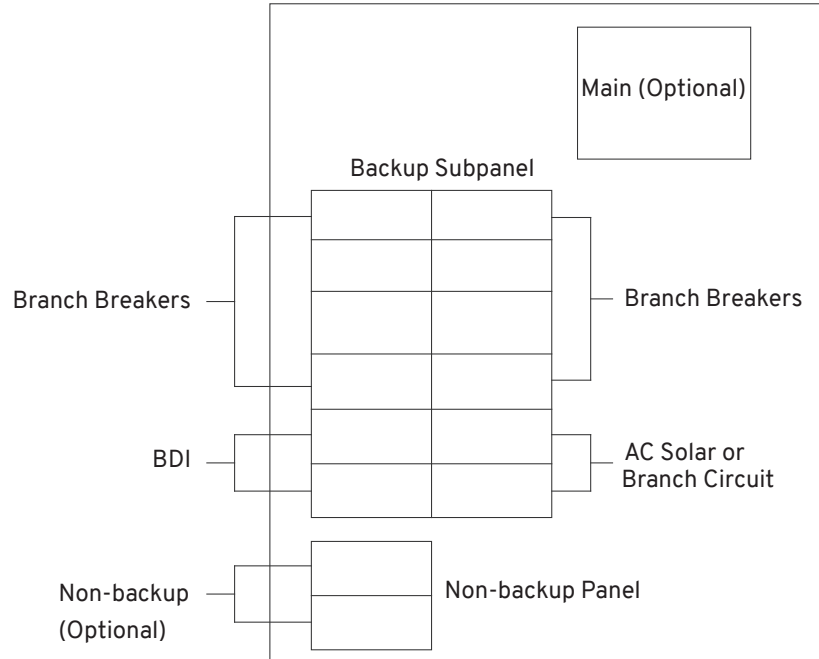 Main (Optional)
Backup Subpanel
Branch Breakers
Branch Breakers
BDI
AC Solar or
Branch Circuit
Non-backup
(Optional)
Non-backup Panel